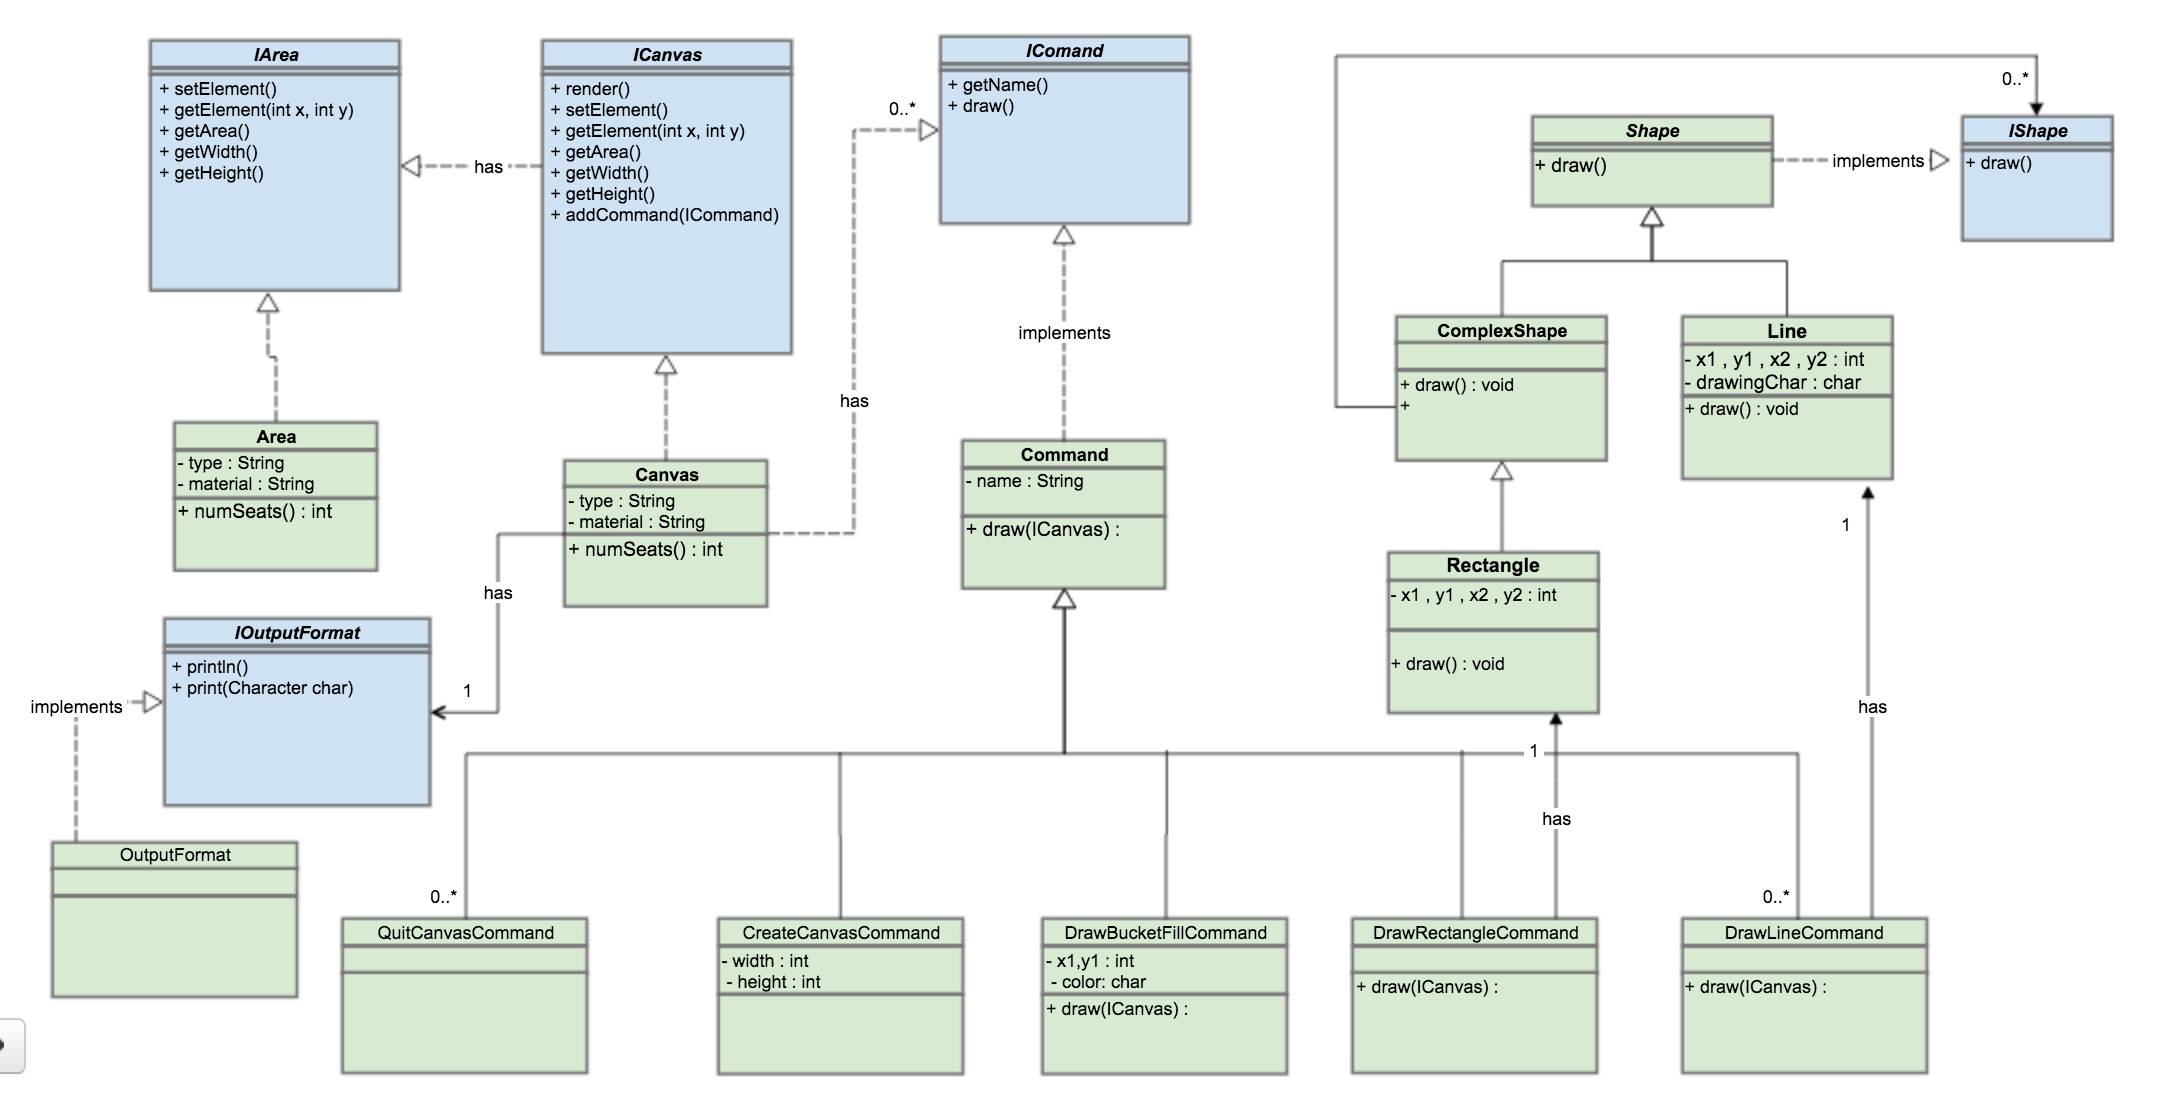 IArea
+ setElement()
+ getElement(int x, int y)
+ getArea()
+ getWidth()
+ getHeight()
has
ICanvas
+ render()
+ setElement()
+ getElement(int x, int y)
+ getArea()
+ getWidth()
+ getHeight()
+ addCommand(ICommand)
0..*
has
IComand
+ getName()
+ draw()
implements
Shape
+ draw()
implements
0..*
IShape
+ draw()
ComplexShape
+ draw() : void
+
Line
- x1 , y1 , x2 , y2 : int
- drawingChar : char
+ draw() : void
Area
- type : String
- material : String
+ numSeats() : int
Canvas
- type : String
- material : String
+ numSeats() : int
has
1
Command
- name : String
+ draw(ICanvas) :
Rectangle
- x1 , y1 , x2 , y2 : int
+ draw() : void
1
has
1
has
IOutputFormat
+ println()
+ print(Character char)
implements
OutputFormat
0..*
QuitCanvasCommand
CreateCanvasCommand
- width : int
- height : int
DrawBucketFillCommand
- x1,y1 : int
- color: char
+ draw(ICanvas) :
DrawRectangleCommand
+ draw(ICanvas) :
0..*
DrawLineCommand
+ draw(ICanvas) :